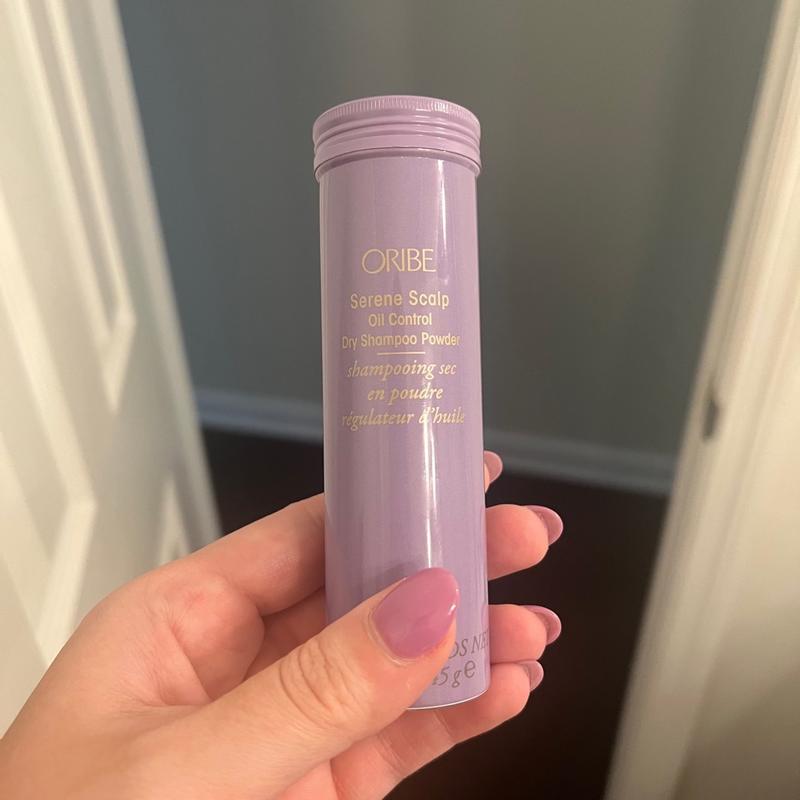 ORIBE
Serene Scalp
Oil Control
Dry Shampoo Powder
shampooing sec
en poudre
régulateur d'huile